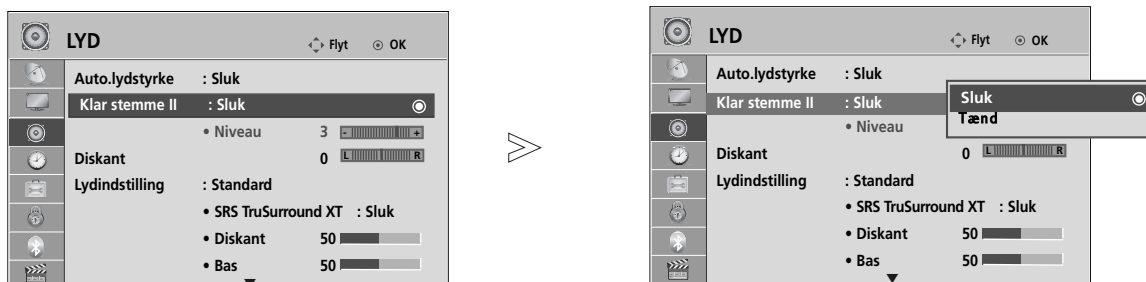 LYD Flyt OK
Auto.lydstyrke : Sluk
Klar stemme II : Sluk
• Niveau 3 - +
Diskant 0 L R
Lydindstilling : Standard
• SRS TruSurround XT : Sluk
• Diskant 50
• Bas 50
LYD Flyt OK
Auto.lydstyrke : Sluk
Klar stemme II : Sluk
Sluk
Tænd
• Niveau
Diskant 0 L R
Lydindstilling : Standard
• SRS TruSurround XT : Sluk
• Diskant 50
• Bas 50